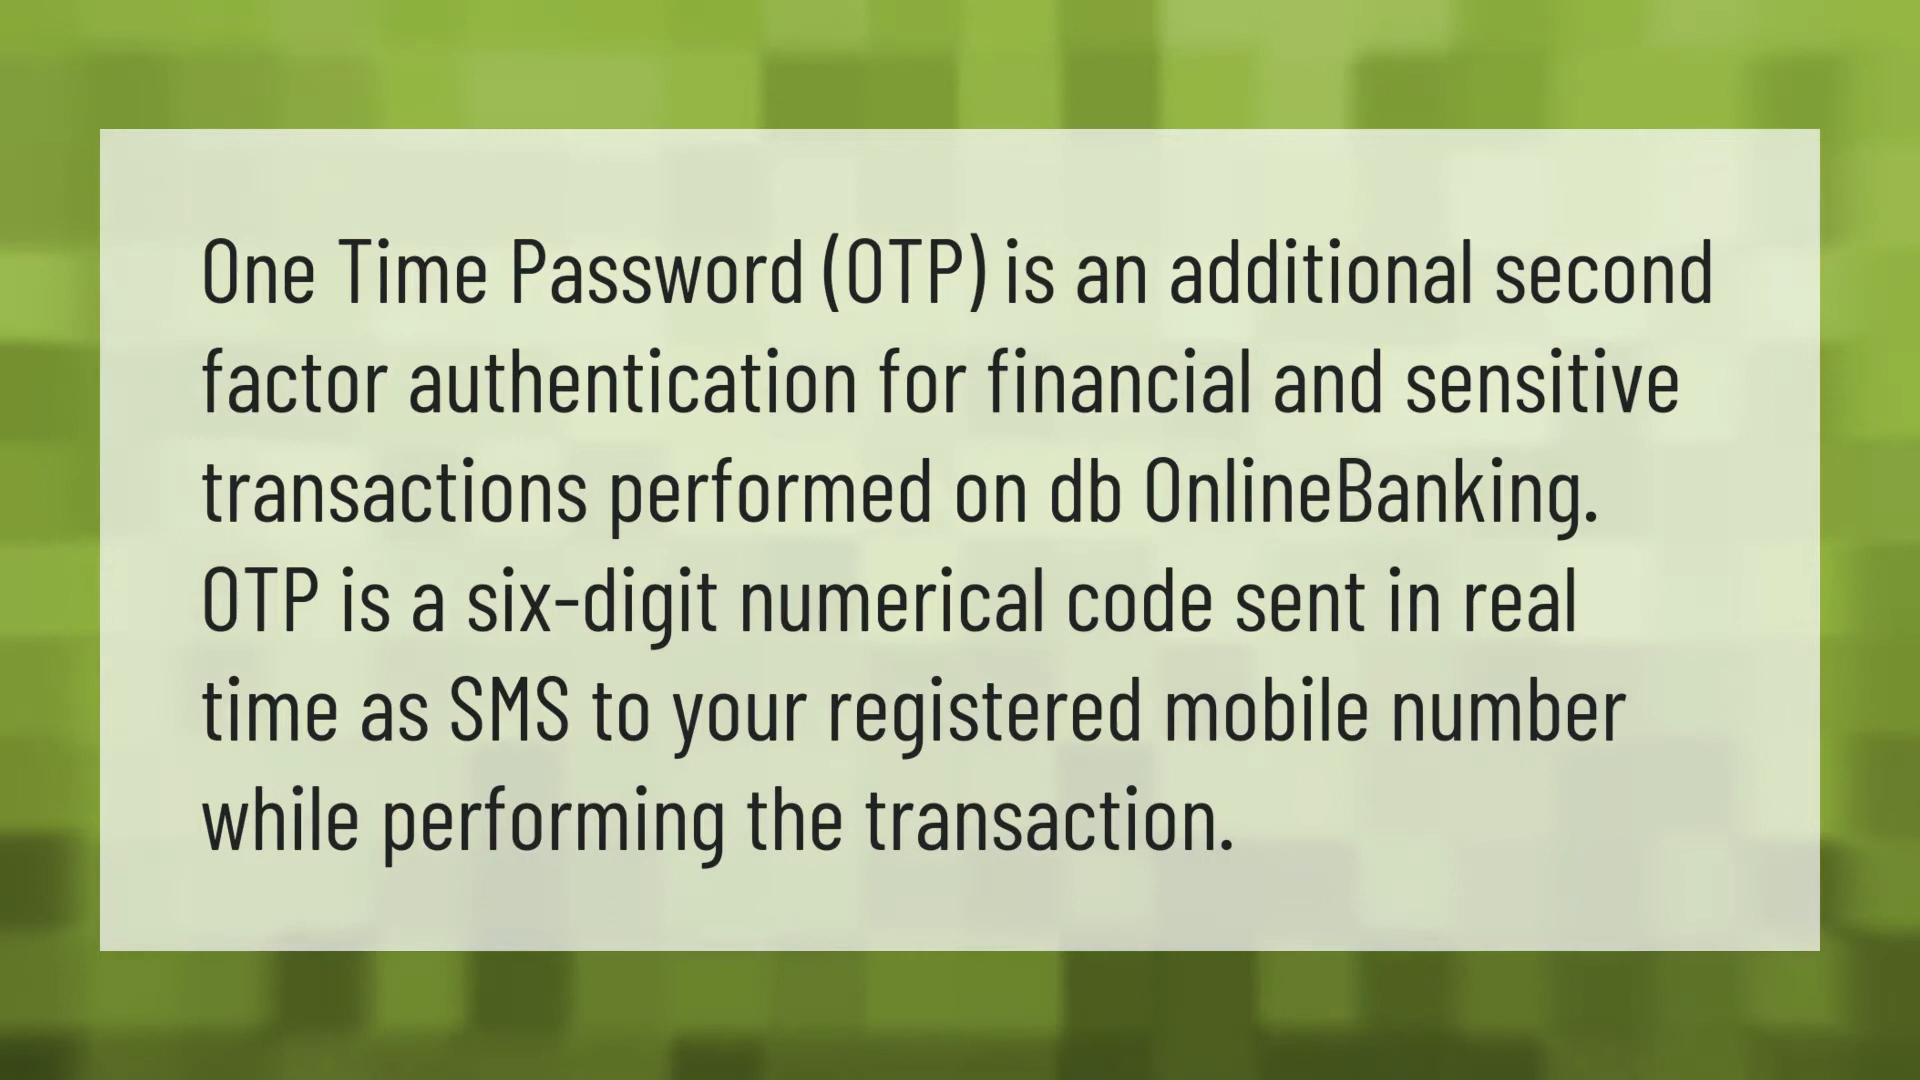 One Time Password (OTP) is an additional second
factor authentication for financial and sensitive
transactions performed on db OnlineBanking.
OTP is a six-digit numerical code sent in real
time as SMS to your registered mobile number
while performing the transaction.